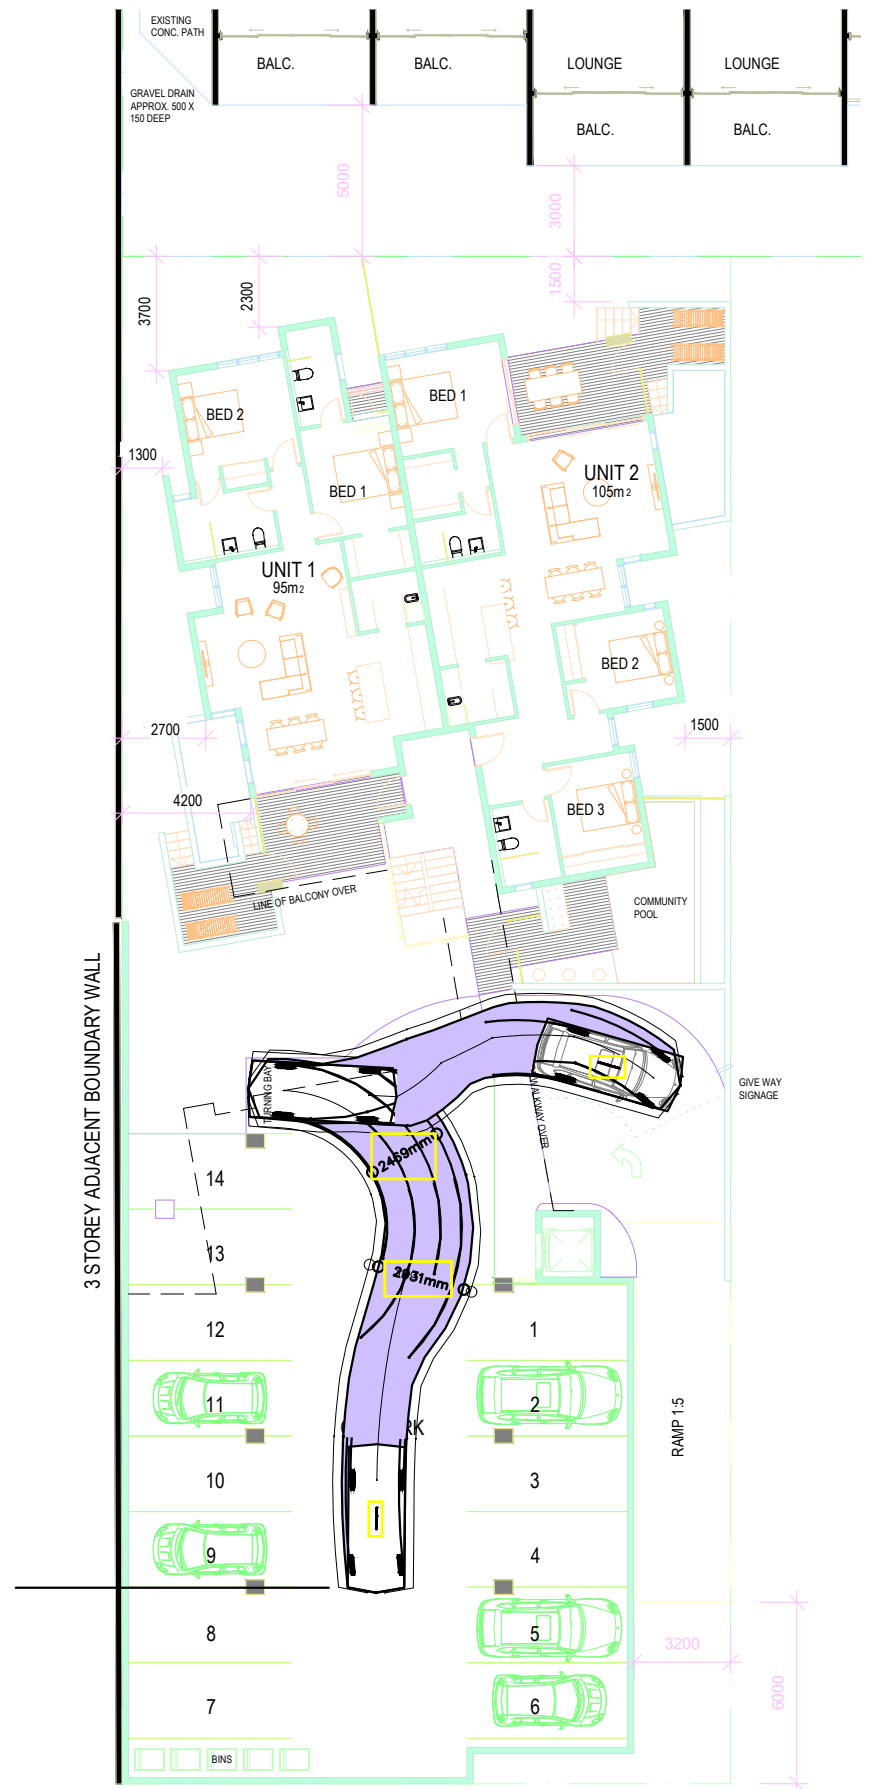 EXISTING
CONC. PATH
BALC.
BALC.
LOUNGE
LOUNGE
GRAVEL DRAIN
APPROX. 500 X
150 DEEP
BALC.
BALC.
5000
3000
1500
3700
2300
BED 2
BED 1
1300
BED 1
UNIT 2
105m2
UNIT 1
95m2
BED 2
2700
1500
4200
BED 3
LINE OF BALCONY OVER
COMMUNITY
POOL
3 STOREY ADJACENT BOUNDARY WALL
TURNING BAY
WALKWAY OVER
GIVE WAY
SIGNAGE
2469mm
14
13
2931mm
12
1
11
2
RK
RAMP 1:5
10
3
9
4
8
5
3200
7
6
6000
BINS